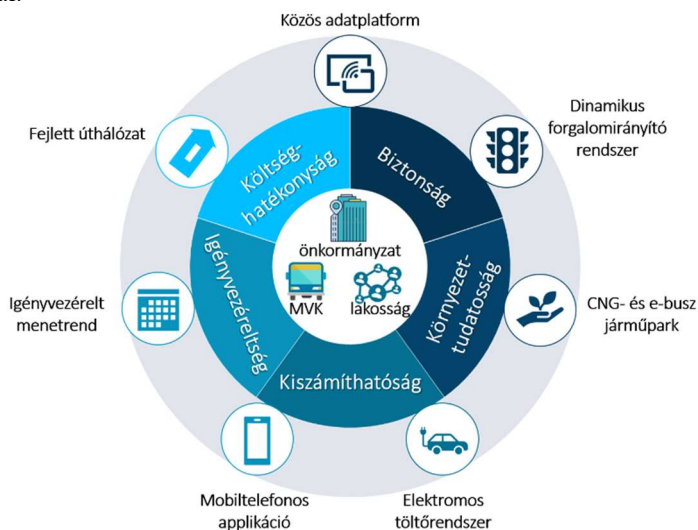 Közös adatplatform
Fejlett úthálózat
Dinamikus
forgalomirányító
rendszer
Költség-
hatékonyság
Biztonság
önkormányzat
MVK
lakosság
Igényvezéreltség
Környezet-
tudatosság
Kiszámíthatóság
Igényvezérelt
menetrend
CNG- és e-busz
járműpark
Mobiltelefonos
applikáció
Elektromos
töltőrendszer